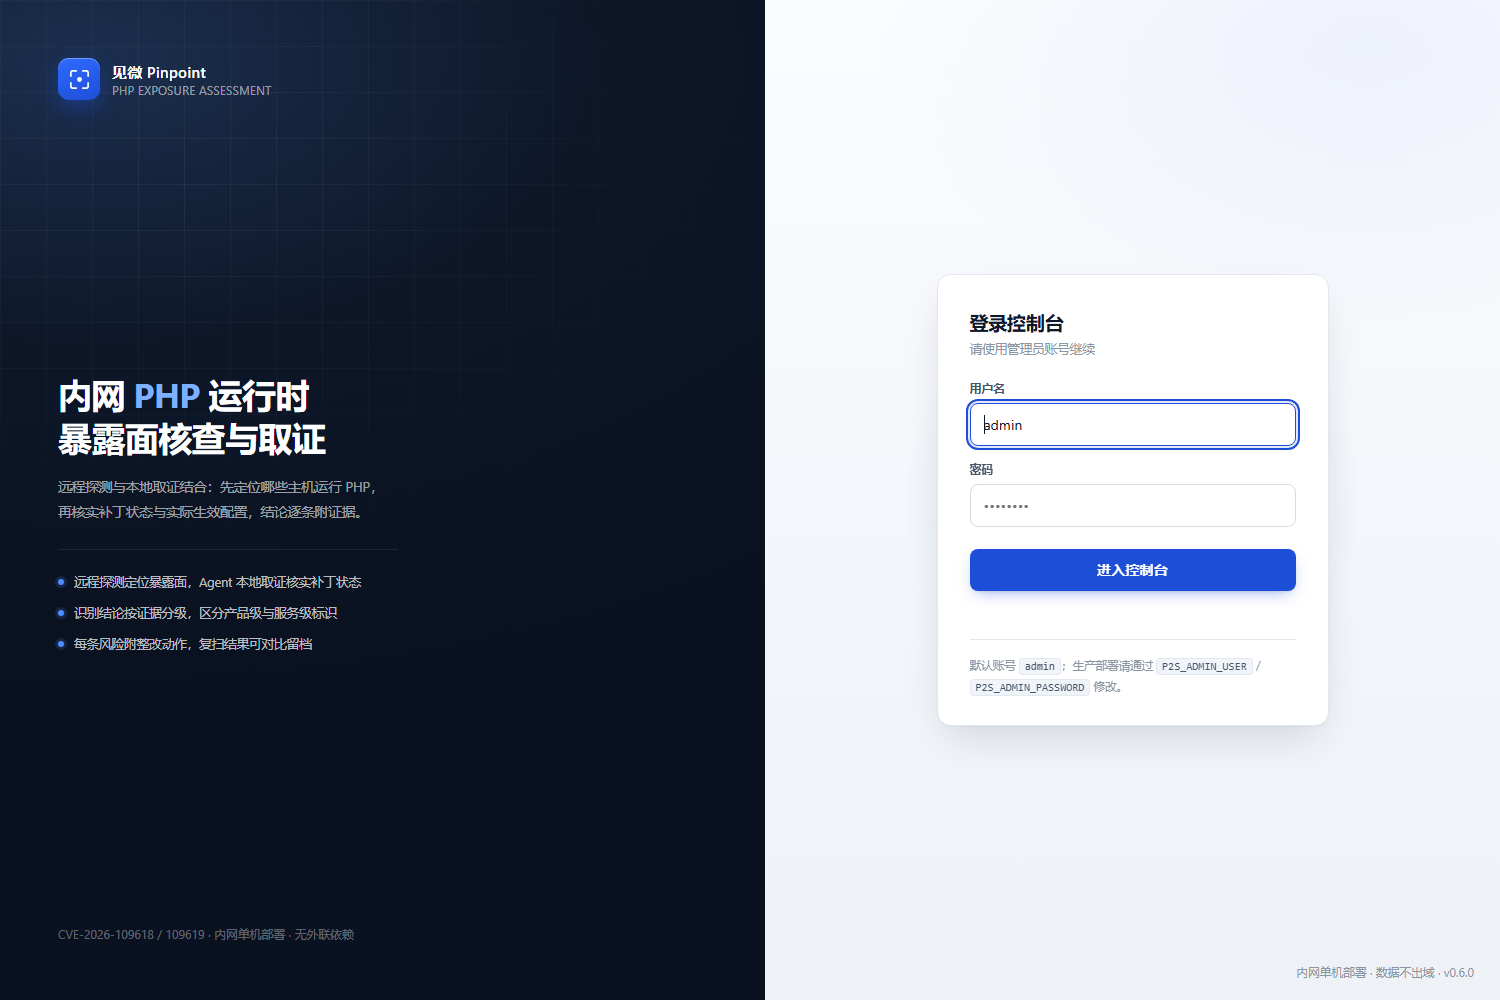 见微 Pinpoint
PHP EXPOSURE ASSESSMENT
内网 PHP 运行时
暴露面核查与取证
远程探测与本地取证结合：先定位哪些主机运行 PHP，
再核实补丁状态与实际生效配置，结论逐条附证据。
远程探测定位暴露面，Agent 本地取证核实补丁状态
识别结论按证据分级，区分产品级与服务级标识
每条风险附整改动作，复扫结果可对比留档
CVE-2026-109618 / 109619 · 内网单机部署 · 无外联依赖
登录控制台
请使用管理员账号继续
用户名
admin
密码
••••••••
进入控制台
默认账号 admin；生产部署请通过 P2S_ADMIN_USER /
P2S_ADMIN_PASSWORD 修改。
内网单机部署 · 数据不出域 · v0.6.0